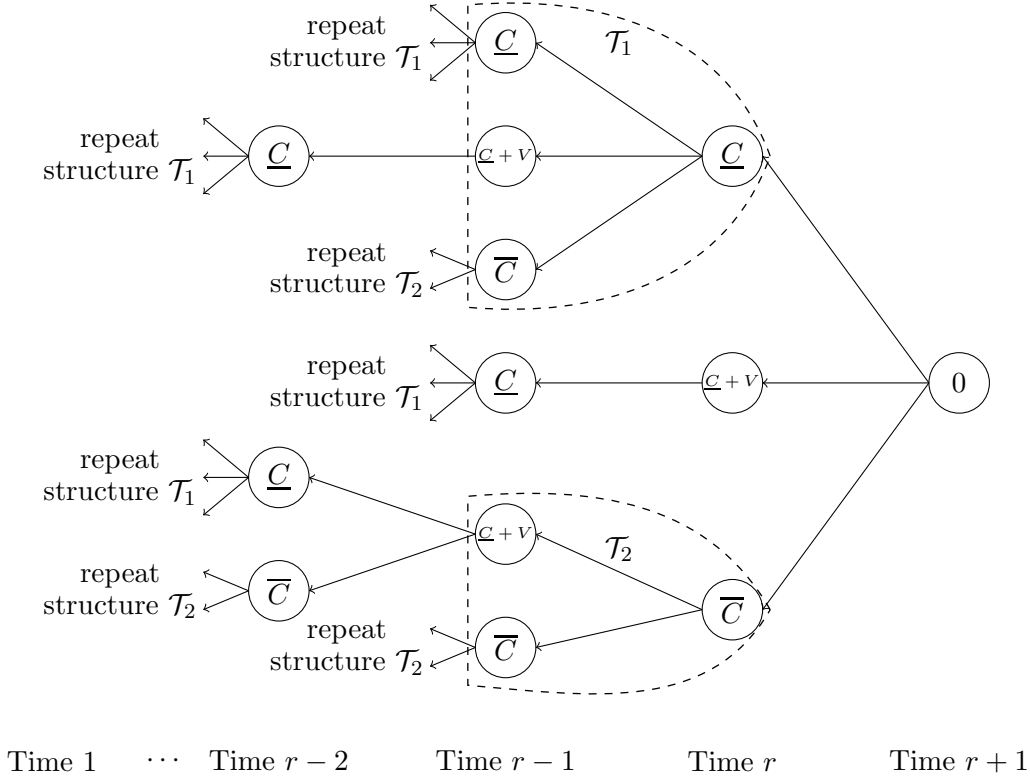 repeat
structure 𝒯₁
C̲
𝒯₁
repeat
structure 𝒯₁
C̲
C̲ + V
C̲
repeat
structure 𝒯₂
C̅
repeat
structure 𝒯₁
C̲
C̲ + V
0
repeat
structure 𝒯₁
C̲
C̲ + V
𝒯₂
repeat
structure 𝒯₂
C̅
C̅
repeat
structure 𝒯₂
C̅
Time 1 ⋯ Time r − 2 Time r − 1 Time r Time r + 1